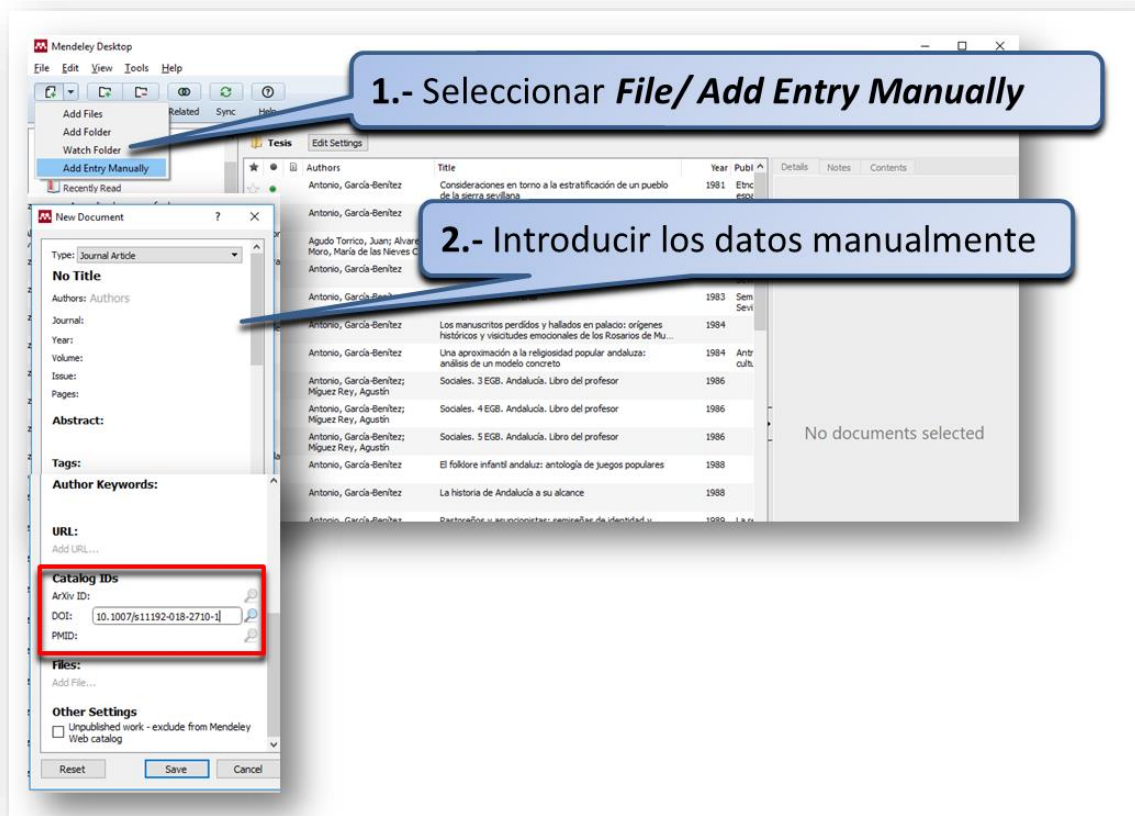 Mendeley Desktop
File Edit View Tools Help
Related Sync Help
1.- Seleccionar File/ Add Entry Manually
Add Files
Add Folder
Watch Folder
Add Entry Manually
Recently Read
Tesis Edit Settings
Authors Title Year Publ
Details Notes Contents
Antonio, García-Benítez Consideraciones en torno a la estratificación de un pueblo de la sierra sevillana 1981
Antonio, García-Benítez
2.- Introducir los datos manualmente
Agudo Torrico, Juan;
Moro, María de las Nieves
Antonio, García-Benítez
Antonio, García-Benítez 1983 Sem
Sevi
Antonio, García-Benítez Los manuscritos perdidos y hallados en palacio: orígenes 1984
históricos y visicitudes emocionales de los Rosarios de Mu...
Antonio, García-Benítez Una aproximación a la religiosidad popular andaluza: 1984 Antr
análisis de un modelo concreto cultu
Antonio, García-Benítez; Sociales. 3 EGB. Andalucía. Libro del profesor 1986
Míguez Rey, Agustín
Antonio, García-Benítez; Sociales. 4 EGB. Andalucía. Libro del profesor 1986
Míguez Rey, Agustín
Antonio, García-Benítez; Sociales. 5 EGB. Andalucía. Libro del profesor 1986
Míguez Rey, Agustín
Antonio, García-Benítez El folklore infantil andaluz: antología de juegos populares 1988
Antonio, García-Benítez La historia de Andalucía a su alcance 1988
Antonio, García-Benítez 1989
No documents selected
New Document ? X
Type: Journal Article
No Title
Authors: Authors
Journal:
Year:
Volume:
Issue:
Pages:
Abstract:
Tags:
Author Keywords:
URL:
Add URL...
Catalog IDs
ArXiv ID:
DOI: 10.1007/s11192-018-2710-1
PMID:
Files:
Add File...
Other Settings
Unpublished work - exclude from Mendeley
Web catalog
Reset Save Cancel